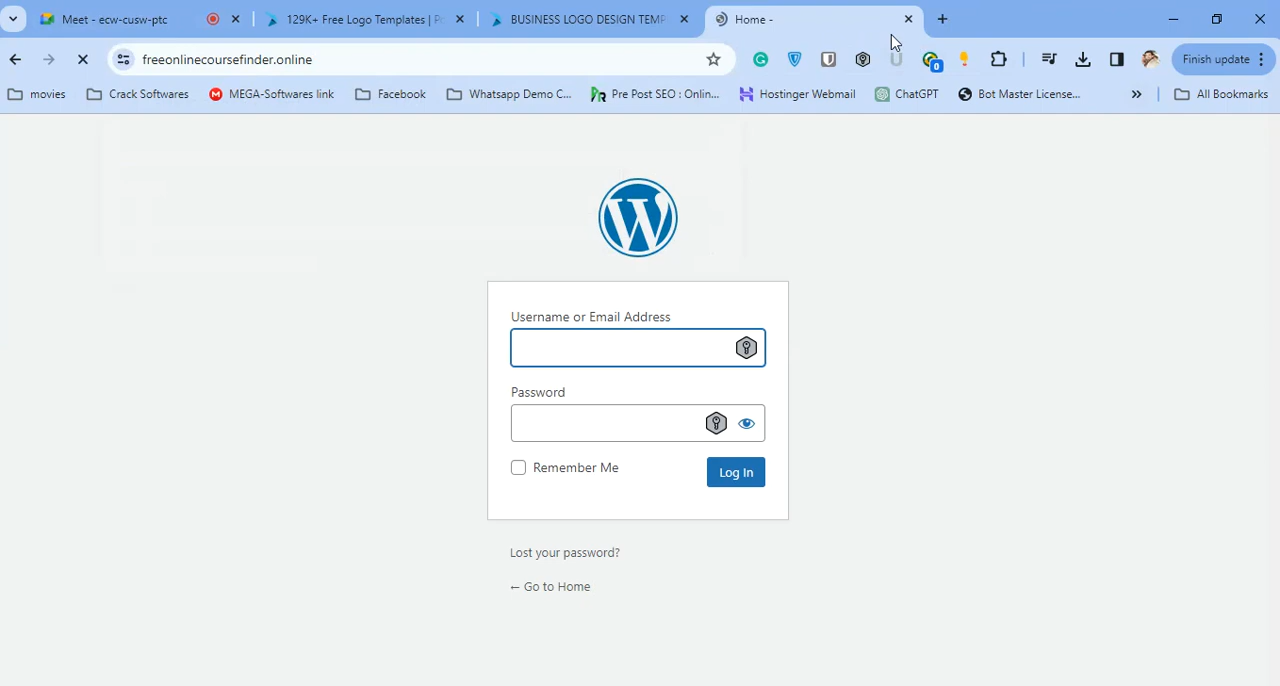 Meet - ecw-cusw-ptc
129K+ Free Logo Templates | P
BUSINESS LOGO DESIGN TEMP
Home -
freeonlinecoursefinder.online
0
Finish update
movies
Crack Softwares
MEGA-Softwares link
Facebook
Whatsapp Demo C...
Pre Post SEO : Onlin...
Hostinger Webmail
ChatGPT
Bot Master License...
»
All Bookmarks
Username or Email Address
Password
Remember Me
Log In
Lost your password?
← Go to Home